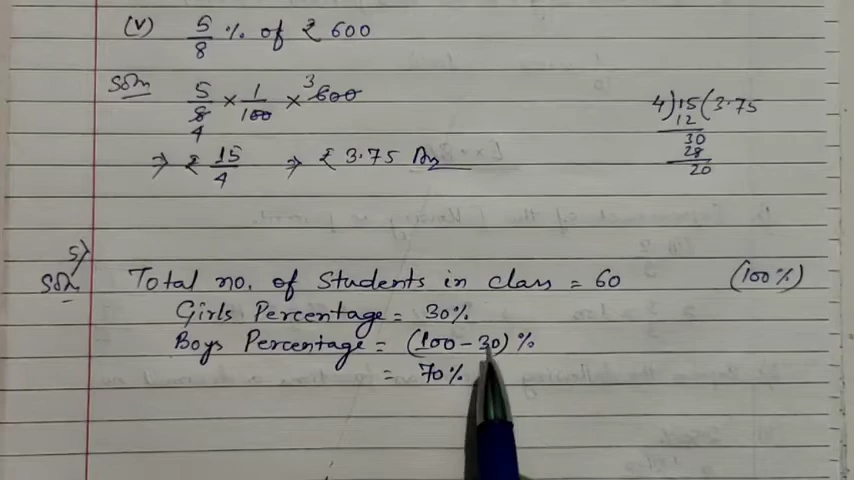 (V) 5/8 % of ₹ 600
Soln 5/8 4 × 1/100 × 3 600
4)15(3.75
12
30
28
20
⇒ ₹ 15/4 ⇒ ₹ 3.75 Ans
5)
Soln Total no. of Students in class = 60 (100%)
Girls Percentage = 30%
Boys Percentage = (100-30)%
= 70%